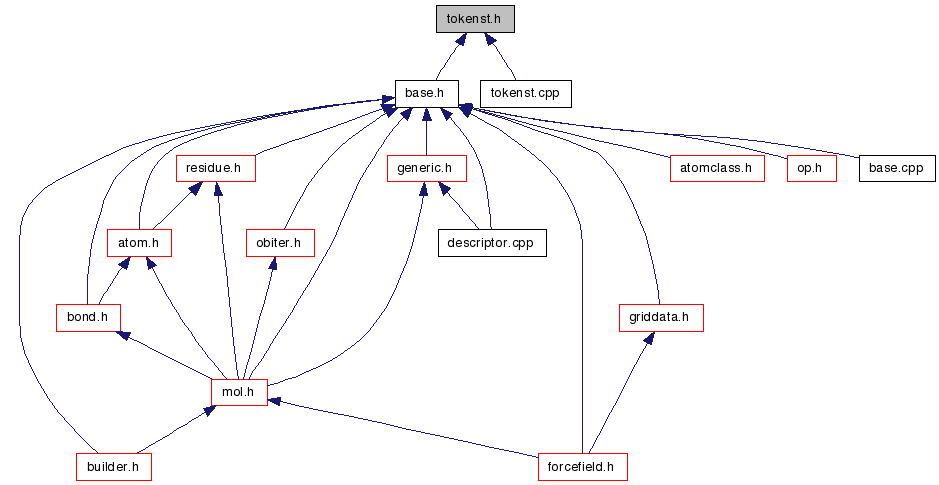 tokenst.h
base.h
tokenst.cpp
residue.h
generic.h
atomclass.h
op.h
base.cpp
atom.h
obiter.h
descriptor.cpp
bond.h
griddata.h
mol.h
builder.h
forcefield.h